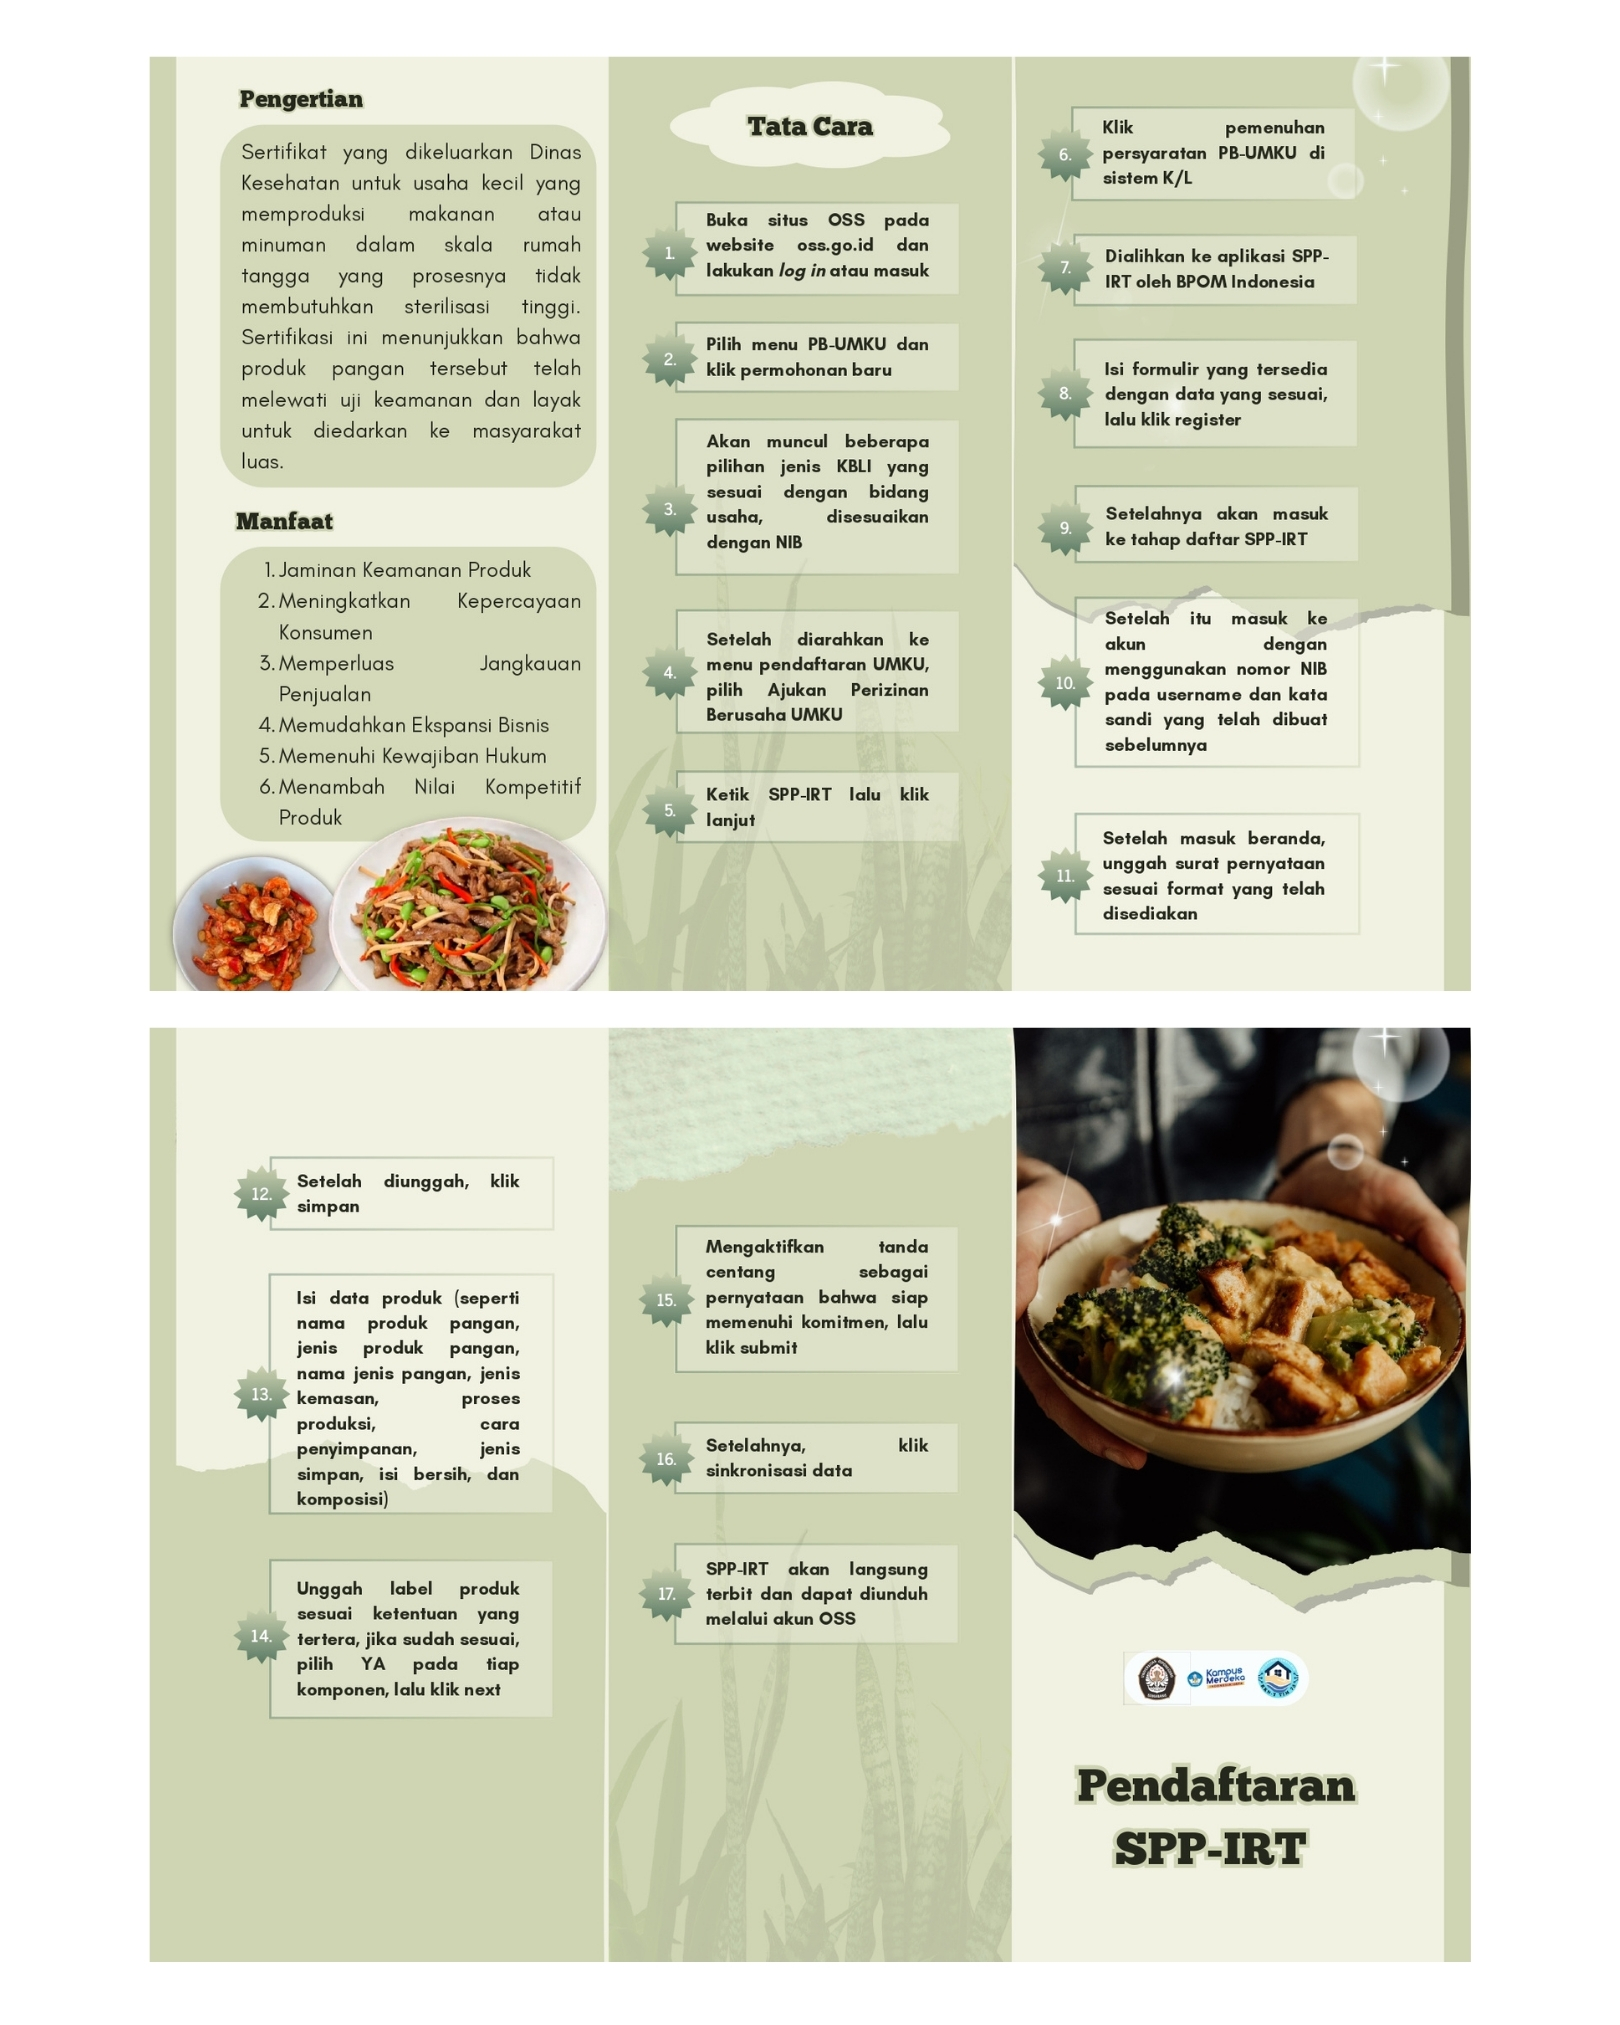 Pengertian
Sertifikat yang dikeluarkan Dinas
Kesehatan untuk usaha kecil yang
memproduksi makanan atau
minuman dalam skala rumah
tangga yang prosesnya tidak
membutuhkan sterilisasi tinggi.
Sertifikasi ini menunjukkan bahwa
produk pangan tersebut telah
melewati uji keamanan dan layak
untuk diedarkan ke masyarakat
luas.
Manfaat
1. Jaminan Keamanan Produk
2. Meningkatkan Kepercayaan
Konsumen
3. Memperluas Jangkauan
Penjualan
4. Memudahkan Ekspansi Bisnis
5. Memenuhi Kewajiban Hukum
6. Menambah Nilai Kompetitif
Produk
Tata Cara
1.
Buka situs OSS pada
website oss.go.id dan
lakukan log in atau masuk
2.
Pilih menu PB-UMKU dan
klik permohonan baru
3.
Akan muncul beberapa
pilihan jenis KBLI yang
sesuai dengan bidang
usaha, disesuaikan
dengan NIB
4.
Setelah diarahkan ke
menu pendaftaran UMKU,
pilih Ajukan Perizinan
Berusaha UMKU
5.
Ketik SPP-IRT lalu klik
lanjut
6.
Klik pemenuhan
persyaratan PB-UMKU di
sistem K/L
7.
Dialihkan ke aplikasi SPP-
IRT oleh BPOM Indonesia
8.
Isi formulir yang tersedia
dengan data yang sesuai,
lalu klik register
9.
Setelahnya akan masuk
ke tahap daftar SPP-IRT
10.
Setelah itu masuk ke
akun dengan
menggunakan nomor NIB
pada username dan kata
sandi yang telah dibuat
sebelumnya
11.
Setelah masuk beranda,
unggah surat pernyataan
sesuai format yang telah
disediakan
12.
Setelah diunggah, klik
simpan
13.
Isi data produk (seperti
nama produk pangan,
jenis produk pangan,
nama jenis pangan, jenis
kemasan, proses
produksi, cara
penyimpanan, jenis
simpan, isi bersih, dan
komposisi)
14.
Unggah label produk
sesuai ketentuan yang
tertera, jika sudah sesuai,
pilih YA pada tiap
komponen, lalu klik next
15.
Mengaktifkan tanda
centang sebagai
pernyataan bahwa siap
memenuhi komitmen, lalu
klik submit
16.
Setelahnya, klik
sinkronisasi data
17.
SPP-IRT akan langsung
terbit dan dapat diunduh
melalui akun OSS
Kampus
Merdeka
Pendaftaran
SPP-IRT